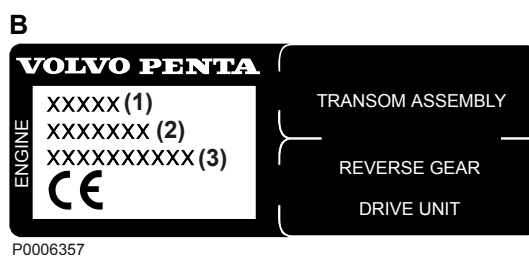 B
VOLVO PENTA
ENGINE
XXXXX (1)
XXXXXXX (2)
XXXXXXXXXX (3)
CE
TRANSOM ASSEMBLY
REVERSE GEAR
DRIVE UNIT
P0006357